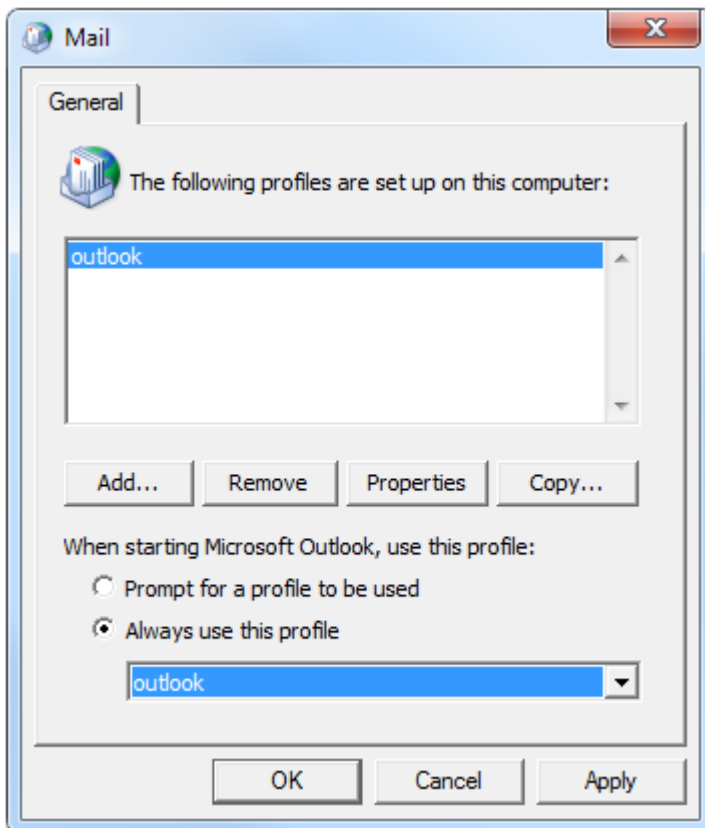 Mail
General
The following profiles are set up on this computer:
outlook
Add... Remove Properties Copy...
When starting Microsoft Outlook, use this profile:
Prompt for a profile to be used
Always use this profile
outlook
OK Cancel Apply